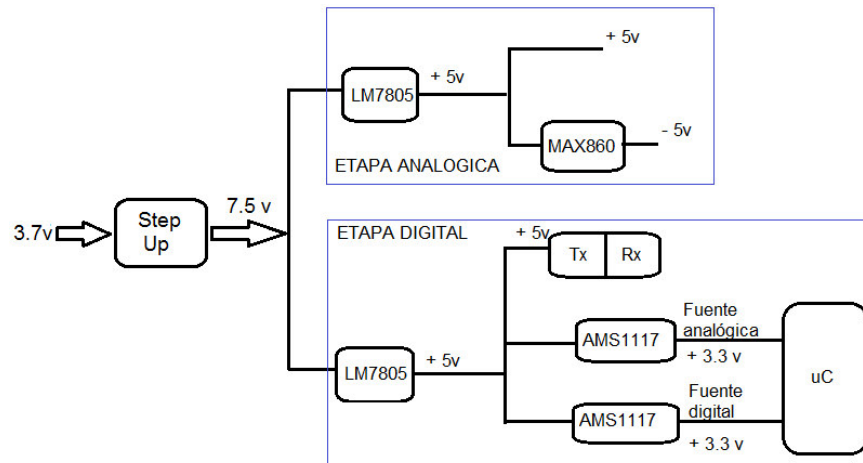 3.7v
Step
Up
7.5 v
LM7805
+ 5v
+ 5v
MAX860
- 5v
ETAPA ANALOGICA
ETAPA DIGITAL
LM7805
+ 5v
+ 5v
Tx
Rx
AMS1117
Fuente
analógica
+ 3.3 v
AMS1117
Fuente
digital
+ 3.3 v
uC